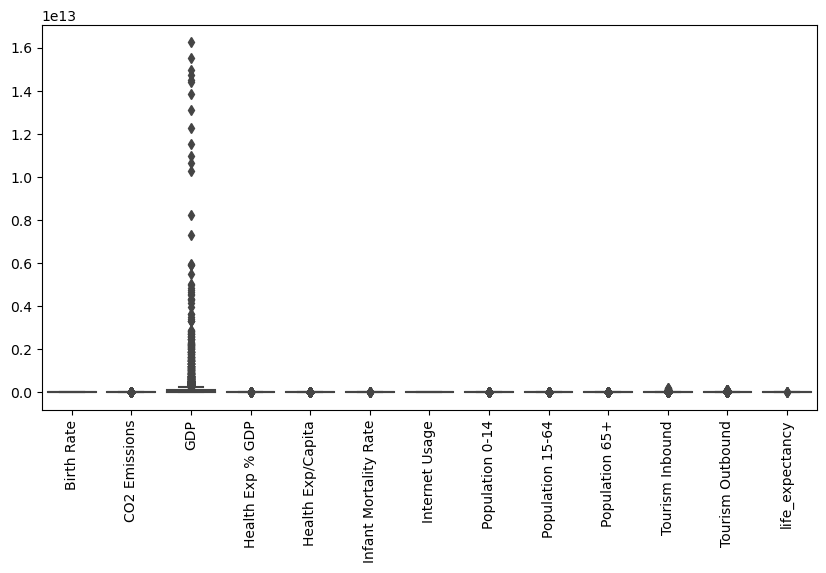 1e13
1.6
1.4
1.2
1.0
0.8
0.6
0.4
0.2
0.0
Birth Rate
CO2 Emissions
GDP
Health Exp % GDP
Health Exp/Capita
Infant Mortality Rate
Internet Usage
Population 0-14
Population 15-64
Population 65+
Tourism Inbound
Tourism Outbound
life_expectancy